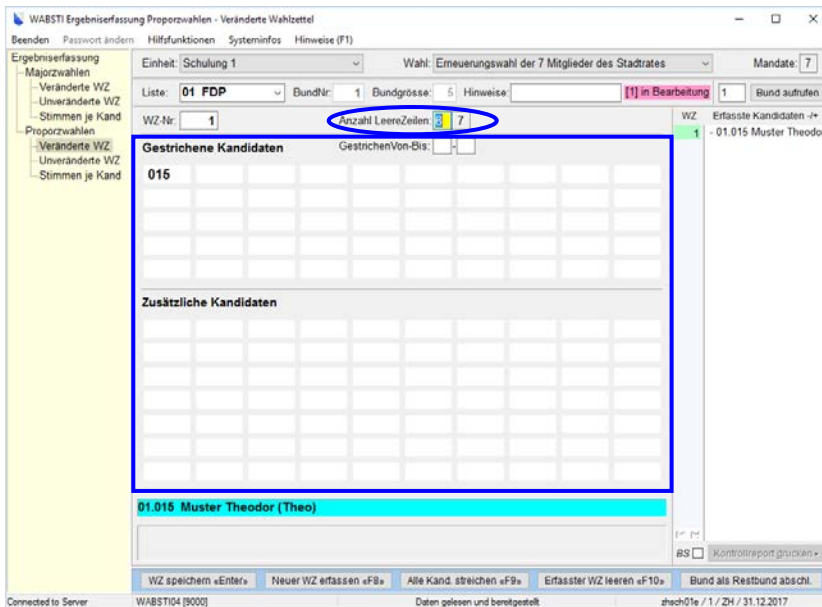 WABSTI Ergebniserfassung Proporzwahlen - Veränderte Wahlzettel
Beenden Passwort ändern Hilfsfunktionen Systeminfos Hinweise (F1)
Ergebniserfassung
Majorzwahlen
Veränderte WZ
Unveränderte WZ
Stimmen je Kand
Proporzwahlen
Veränderte WZ
Unveränderte WZ
Stimmen je Kand
Einheit: Schulung 1 Wahl: Erneuerungswahl der 7 Mitglieder des Stadtrates Mandate: 7
Liste: 01 FDP BundNr: 1 Bundgrösse: 5 Hinweise: [1] in Bearbeitung 1 Bund aufrufen
WZ-Nr: 1 Anzahl LeereZeilen: 7
Gestrichene Kandidaten GestrichenVon-Bis: -
015
Zusätzliche Kandidaten
WZ Erfasste Kandidaten -/+
1 - 01.015 Muster Theodo
01.015 Muster Theodor (Theo)
BS Kontrollreport drucken
WZ speichern «Enter» Neuer WZ erfassen «F8» Alle Kand. streichen «F9» Erfasster WZ leeren «F10» Bund als Restbund abschl.
Connected to Server WABSTI04 [9000] Daten gelesen und bereitgestellt zhsch01e / 1 / ZH / 31.12.2017